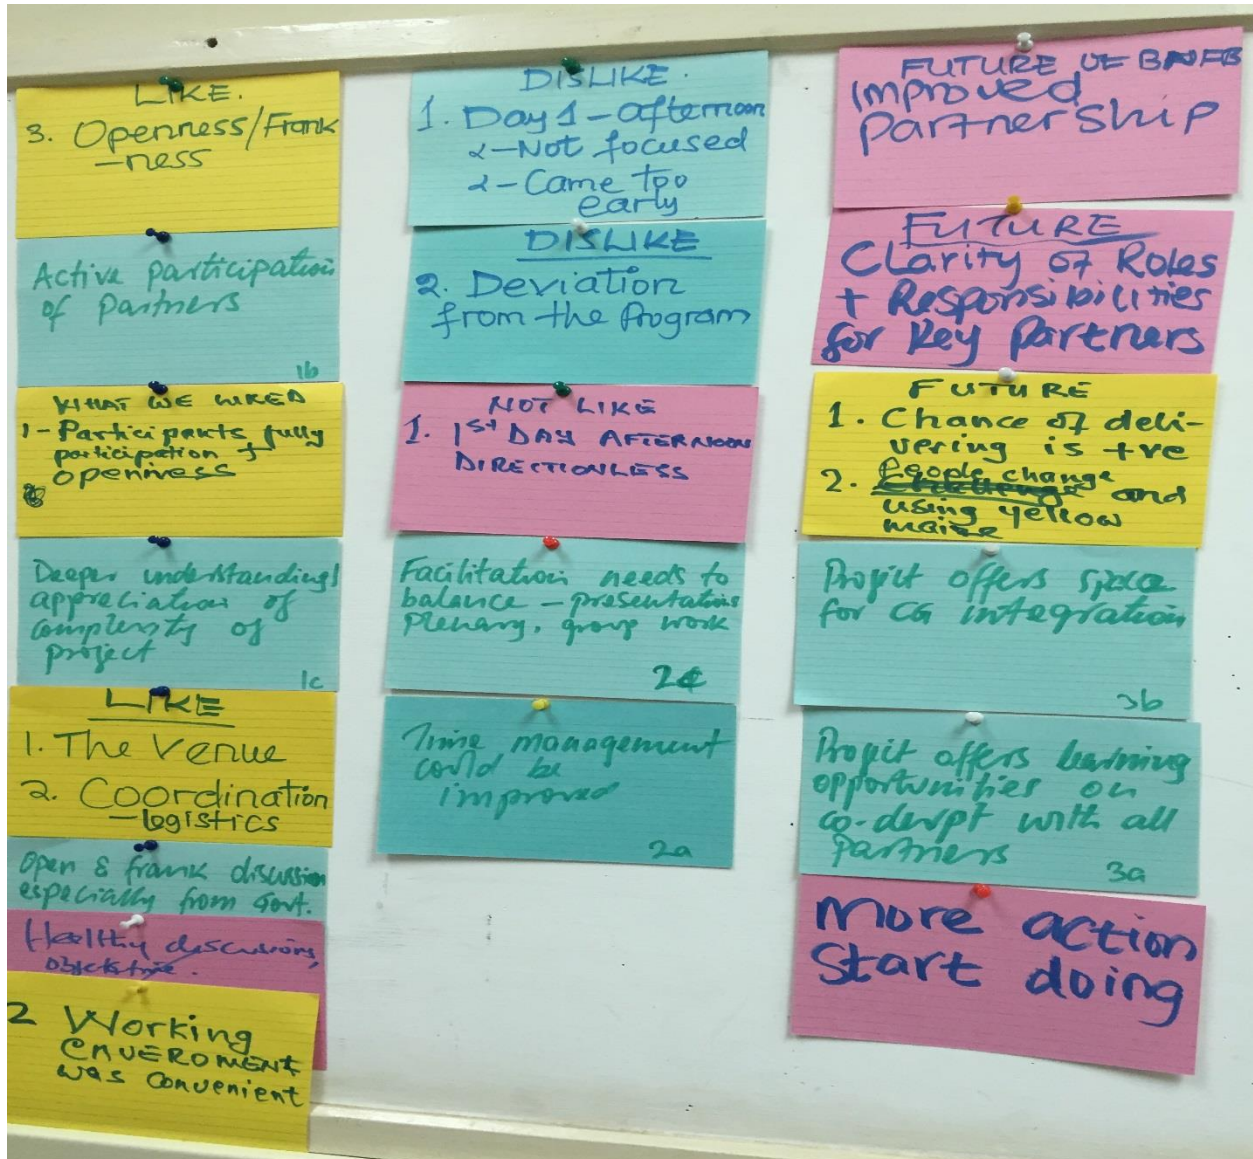 LIKE.
3. Openness/Frank
-ness
Active participation
of partners
1b
WHAT WE LIKED
1- Participants fully
participation +
openness
Deeper understanding/
appreciation of
complexity of
project
1c
LIKE
1. The Venue
2. Coordination
-logistics
Open & frank discussion
especially from Govt.
Healthy discussions,
2 Working
ENVEROMENT
was convenient
DISLIKE.
1. Day 1 - afternoon
- Not focused
- Came too
early
DISLIKE
2. Deviation
from the Program
NOT LIKE
1. 1st DAY AFTERNOON
DIRECTIONLESS
Facilitation needs to
balance - presentations
plenary, group work
2c
Time management
could be
improved
2a
FUTURE OF BNFB
Improved
partnership
FUTURE
Clarity of Roles
+ Responsibilities
for key partners
FUTURE
1. Chance of deli-
vering is +ve
2. People change
and
using yellow
maize
Project offers space
for CG integration
3b
Project offers learning
opportunities on
co-devpt with all
partners
3a
More action
Start doing